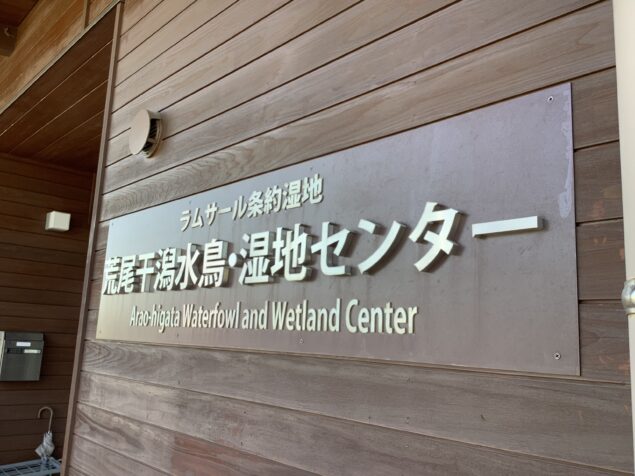 ラムサール条約湿地
荒尾干潟水鳥・湿地センター
Arao-higata Waterfowl and Wetland Center